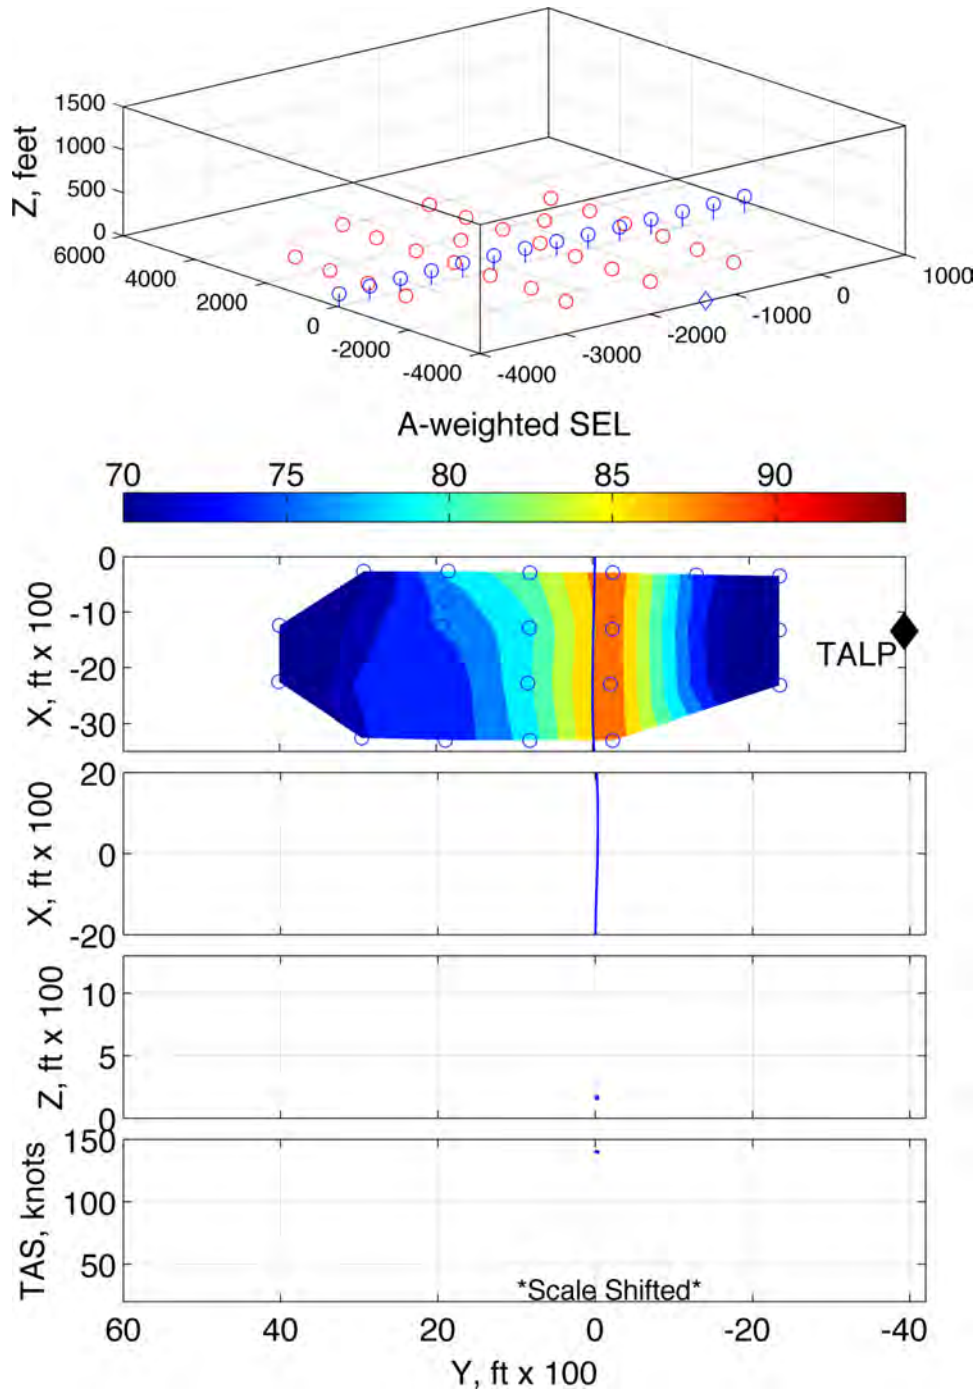 1500
1000
500
0
Z, feet
6000
4000
2000
0
-2000
-4000
-4000
-3000
-2000
-1000
0
1000
A-weighted SEL
70 75 80 85 90
0
-10
-20
-30
X, ft x 100
TALP
20
0
-20
X, ft x 100
10
5
0
Z, ft x 100
150
100
50
TAS, knots
*Scale Shifted*
60 40 20 0 -20 -40
Y, ft x 100